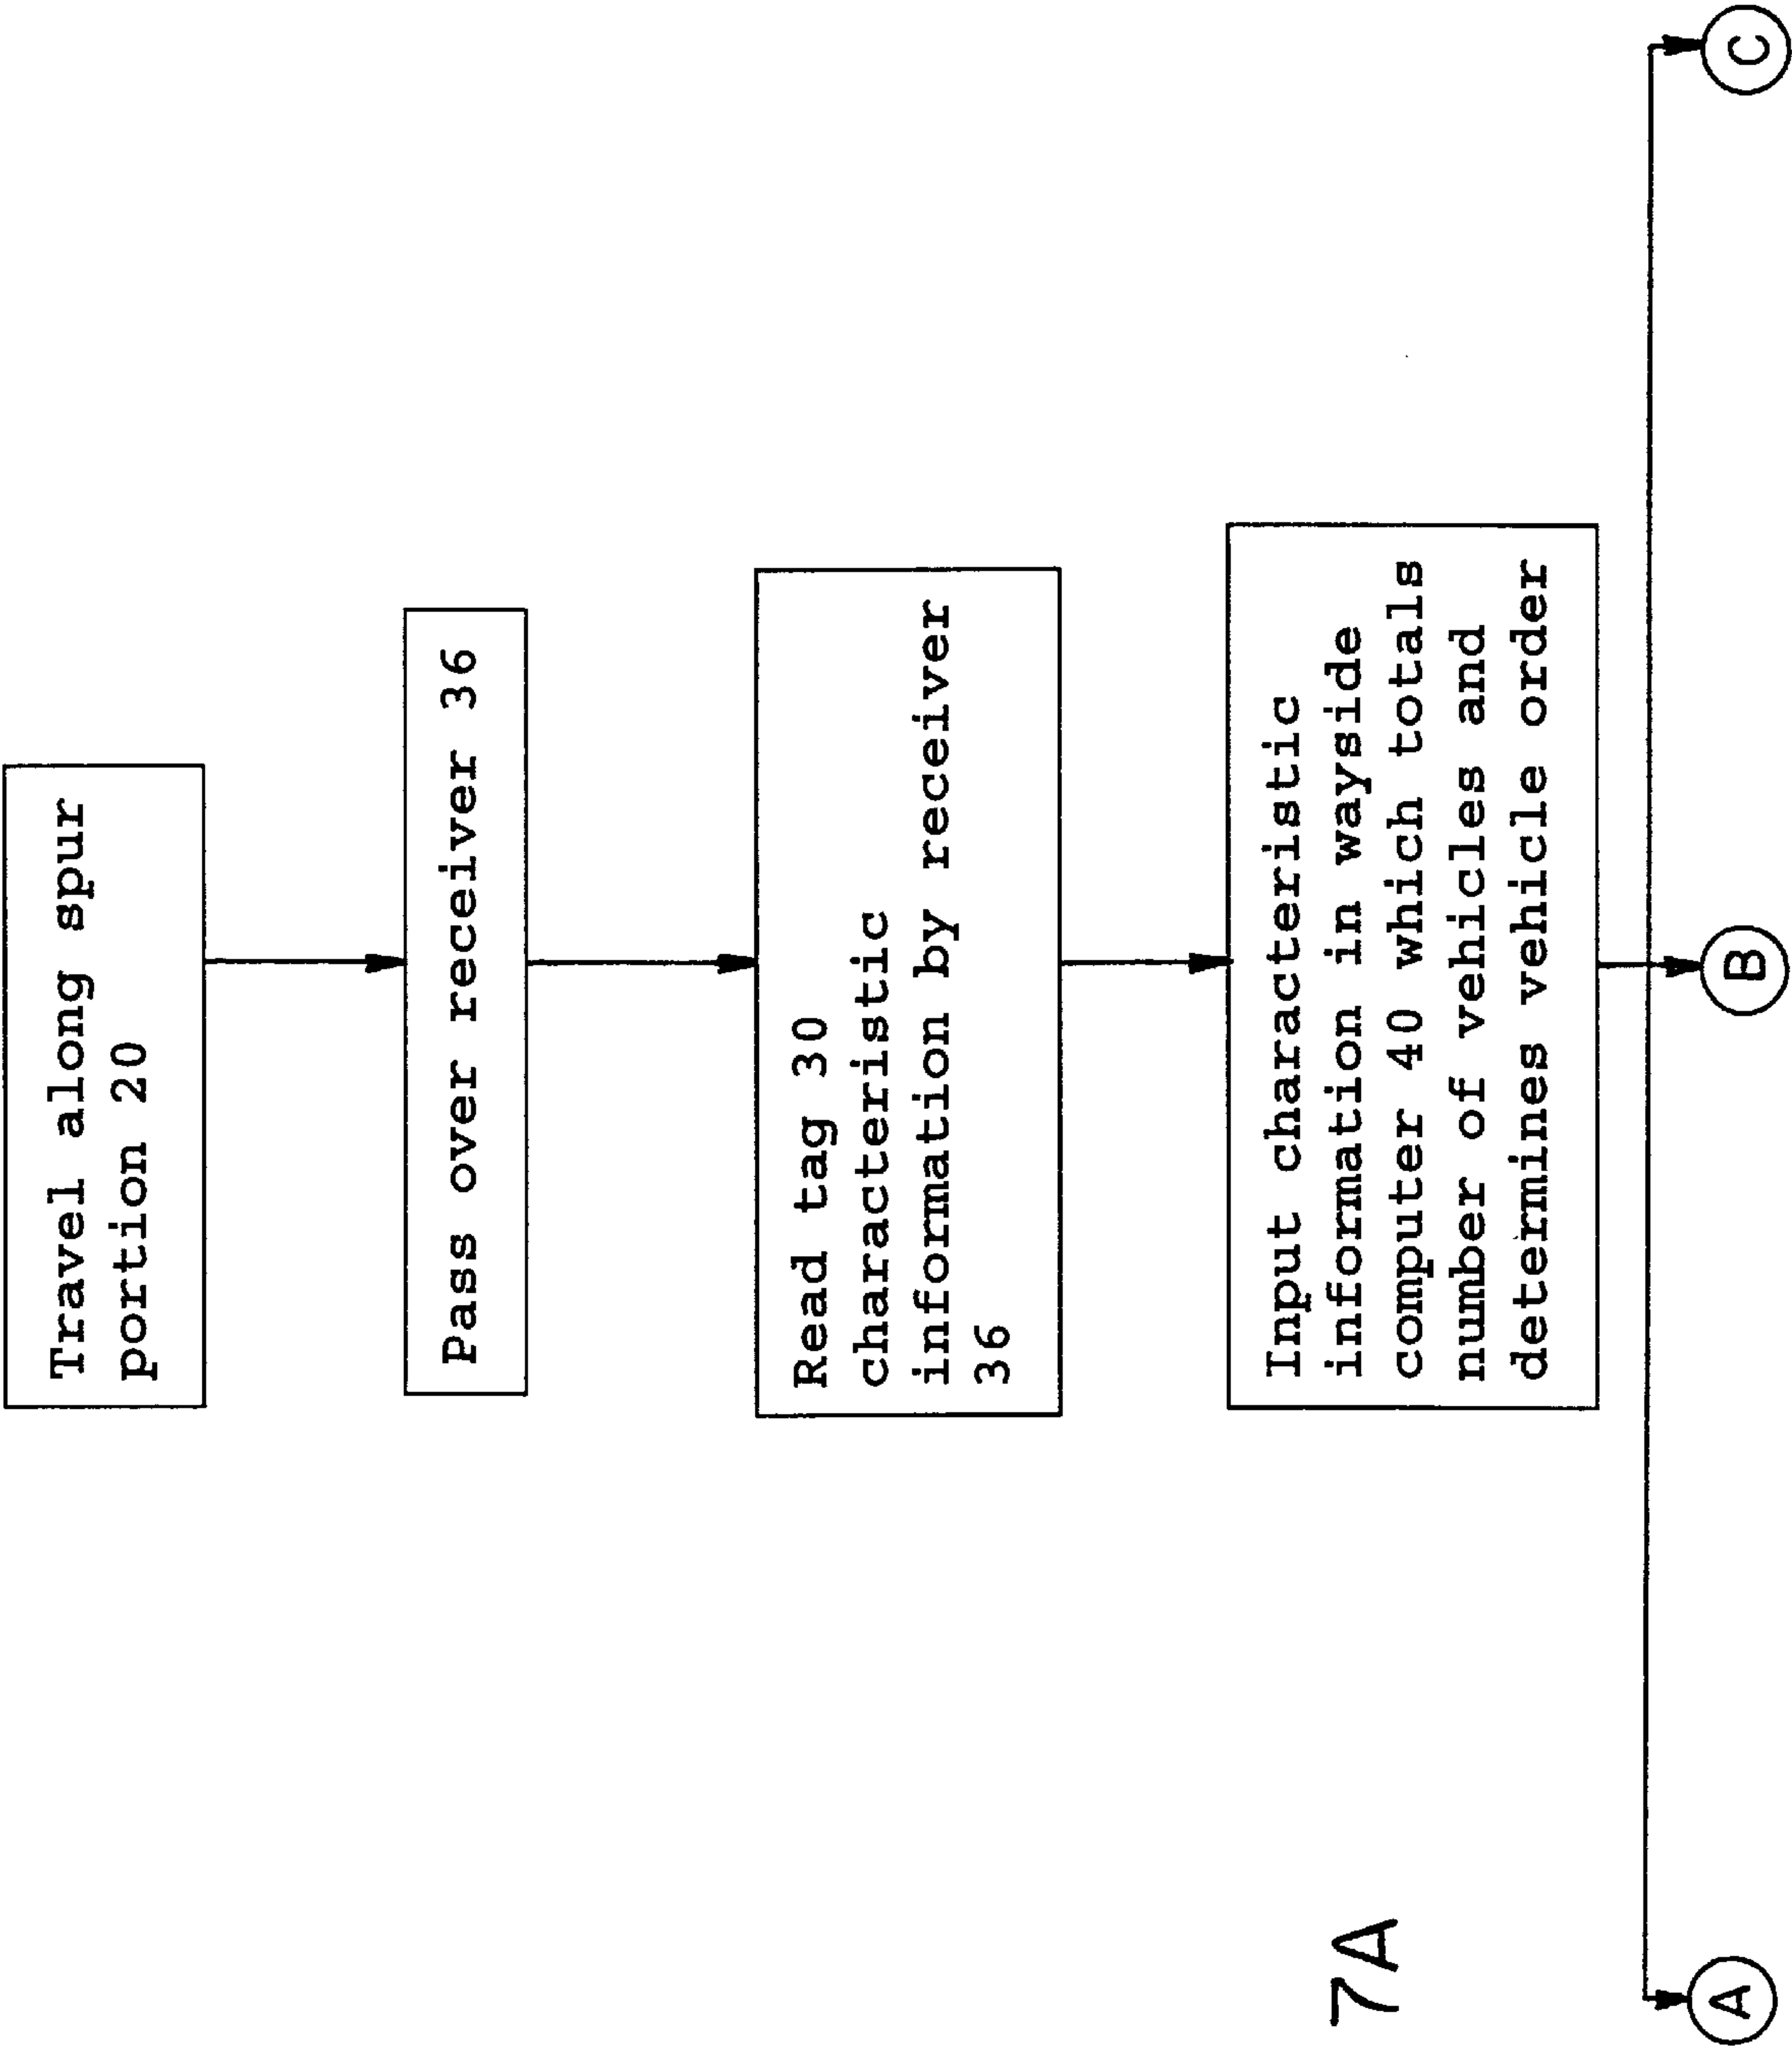 Travel along spur
portion 20
Pass over receiver 36
Read tag 30
characteristic
information by receiver
36
Input characteristic
information in wayside
computer 40 which totals
number of vehicles and
determines vehicle order
7A
A
B
C